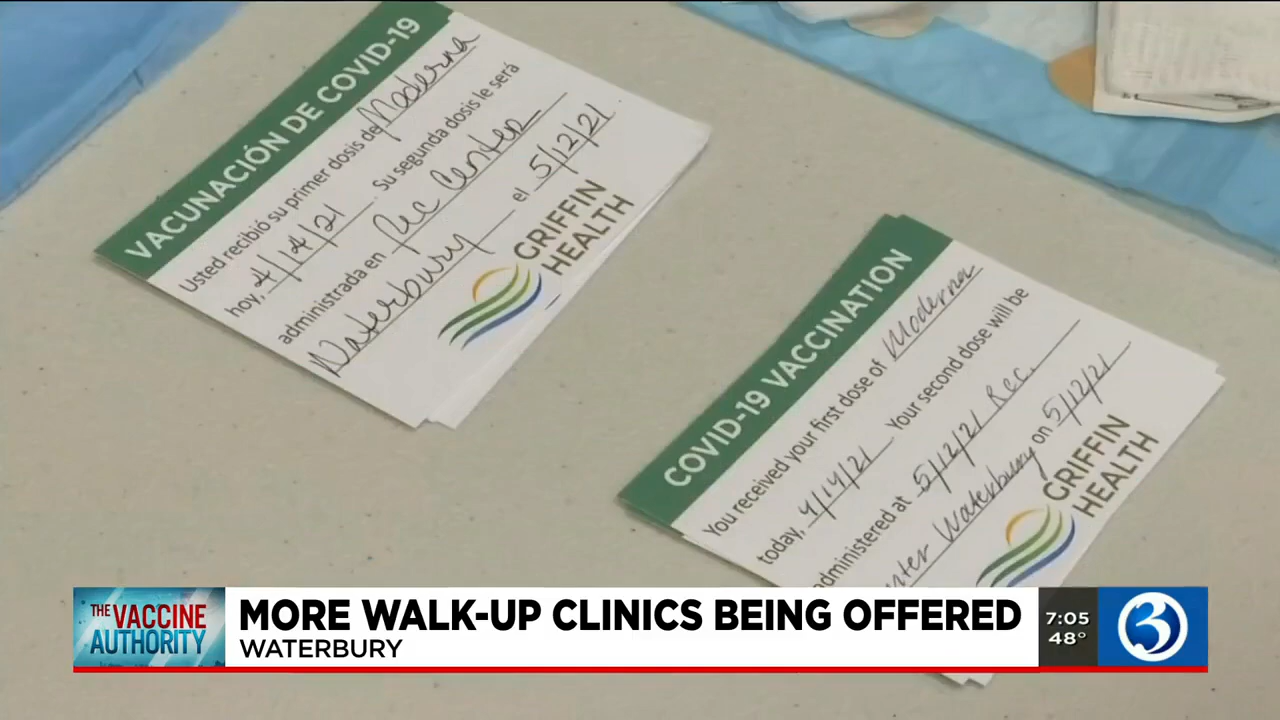 VACUNACIÓN DE COVID-19
Usted recibió su primer dosis de Moderna
hoy, 4/14/21 Su segunda dosis le será
administrada en Rec Center
Waterbury el 5/12/21
GRIFFIN
HEALTH
COVID-19 VACCINATION
You received your first dose of Moderna
today, 4/14/21 Your second dose will be
administered at 5/12/21 Rec.
Waterbury on 5/12/21
GRIFFIN
HEALTH
THE VACCINE
AUTHORITY
MORE WALK-UP CLINICS BEING OFFERED
WATERBURY
7:05
48°
3